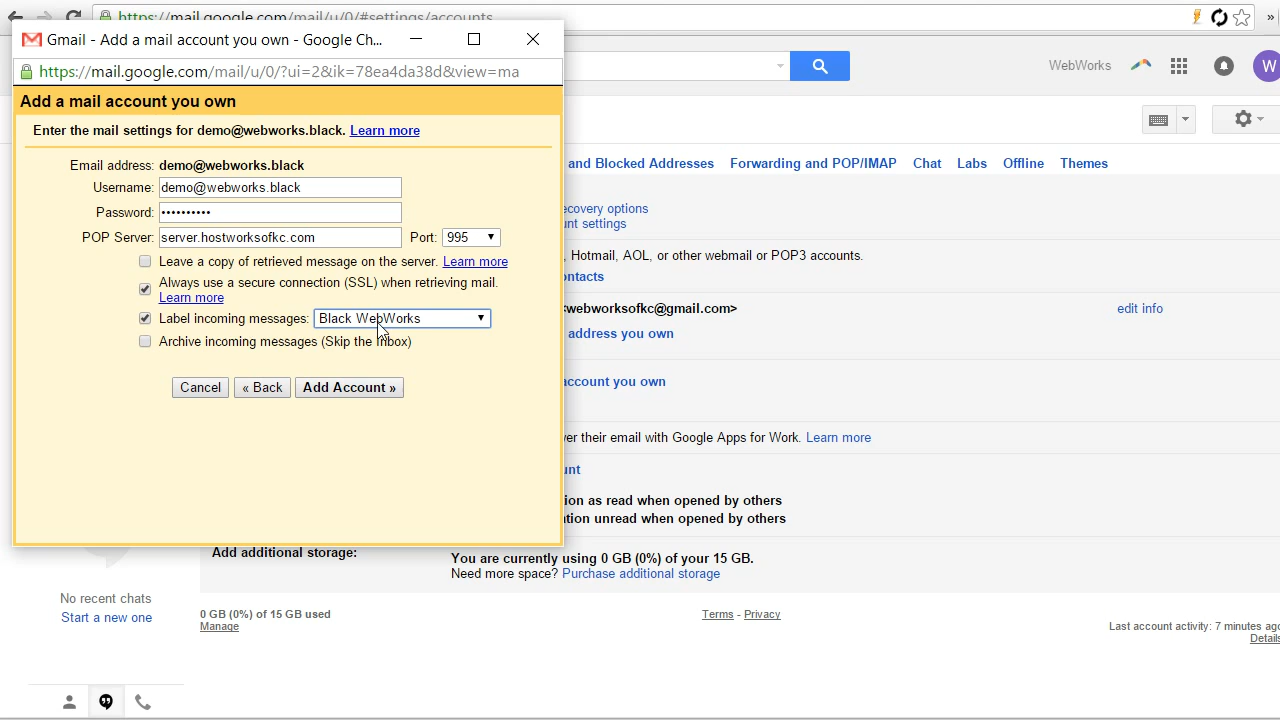 https://mail.google.com/mail/u/0/#settings/accounts
»
Gmail - Add a mail account you own - Google Ch...
https://mail.google.com/mail/u/0/?ui=2&ik=78ea4da38d&view=ma
WebWorks
W
Add a mail account you own
Enter the mail settings for demo@webworks.black. Learn more
Email address: demo@webworks.black
Username: demo@webworks.black
Password: ••••••••••
POP Server: server.hostworksofkc.com Port: 995
Leave a copy of retrieved message on the server. Learn more
Always use a secure connection (SSL) when retrieving mail.
Learn more
Label incoming messages: Black WebWorks
Archive incoming messages (Skip the Inbox)
Cancel « Back Add Account »
and Blocked Addresses Forwarding and POP/IMAP Chat Labs Offline Themes
ecovery options
unt settings
, Hotmail, AOL, or other webmail or POP3 accounts.
ontacts
<webworksofkc@gmail.com> edit info
address you own
account you own
er their email with Google Apps for Work. Learn more
unt
ion as read when opened by others
ation unread when opened by others
Add additional storage: You are currently using 0 GB (0%) of your 15 GB.
Need more space? Purchase additional storage
No recent chats
Start a new one
0 GB (0%) of 15 GB used
Manage
Terms - Privacy
Last account activity: 7 minutes ago
Details